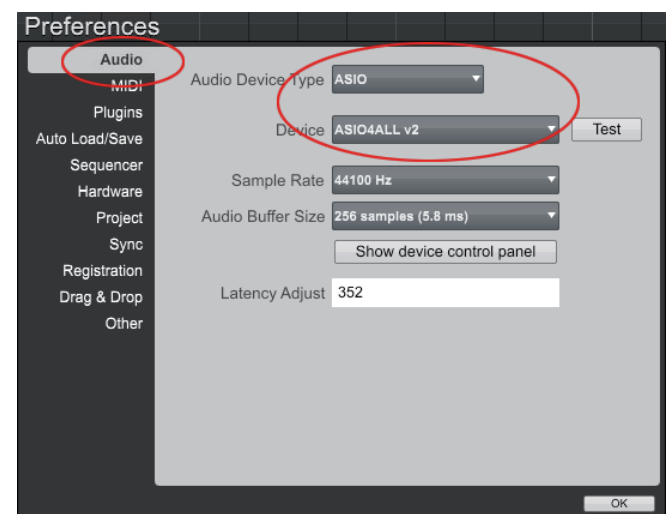 Preferences
Audio
MIDI
Plugins
Auto Load/Save
Sequencer
Hardware
Project
Sync
Registration
Drag & Drop
Other
Audio Device Type ASIO
Device ASIO4ALL v2 Test
Sample Rate 44100 Hz
Audio Buffer Size 256 samples (5.8 ms)
Show device control panel
Latency Adjust 352
OK